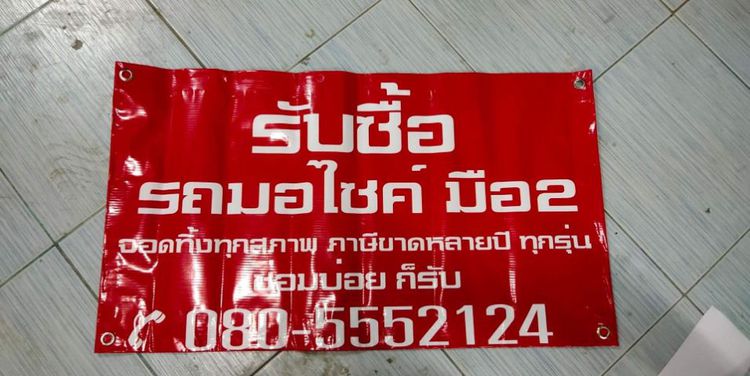 รับซื้อ
รถมอไซค์ มือ2
จอดทิ้งทุกสภาพ ภาษีขาดหลายปี ทุกรุ่น
ซ่อมบ่อย ก็รับ
080-5552124